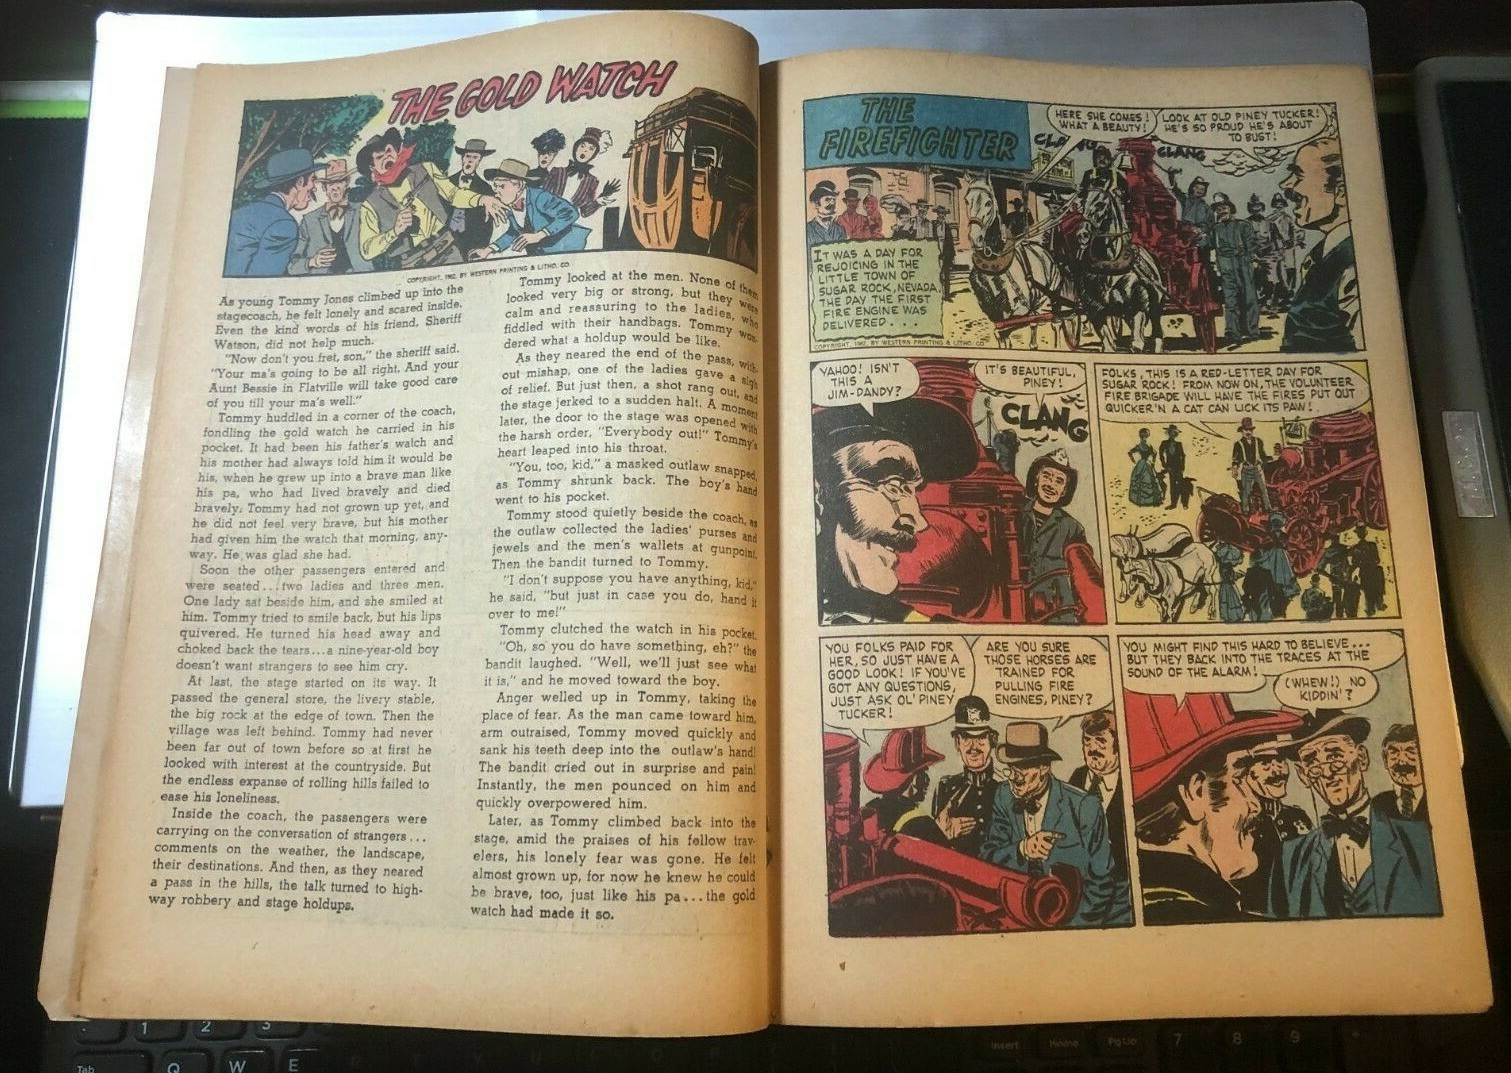 THE GOLD WATCH
COPYRIGHT, 1962, BY WESTERN PRINTING & LITHO. CO.
As young Tommy Jones climbed up into the
stagecoach, he felt lonely and scared inside.
Even the kind words of his friend, Sheriff
Watson, did not help much.
"Now don't you fret, son," the sheriff said.
"Your ma's going to be all right. And your
Aunt Bessie in Flatville will take good care
of you till your ma's well."
Tommy huddled in a corner of the coach,
fondling the gold watch he carried in his
pocket. It had been his father's watch and
his mother had always told him it would be
his, when he grew up into a brave man like
his pa, who had lived bravely and died
bravely. Tommy had not grown up yet, and
he did not feel very brave, but his mother
had given him the watch that morning, any-
way. He was glad she had.
Soon the other passengers entered and
were seated...two ladies and three men.
One lady sat beside him, and she smiled at
him. Tommy tried to smile back, but his lips
quivered. He turned his head away and
choked back the tears...a nine-year-old boy
doesn't want strangers to see him cry.
At last, the stage started on its way. It
passed the general store, the livery stable,
the big rock at the edge of town. Then the
village was left behind. Tommy had never
been far out of town before so at first he
looked with interest at the countryside. But
the endless expanse of rolling hills failed to
ease his loneliness.
Inside the coach, the passengers were
carrying on the conversation of strangers...
comments on the weather, the landscape,
their destinations. And then, as they neared
a pass in the hills, the talk turned to high-
way robbery and stage holdups.
Tommy looked at the men. None of them
looked very big or strong, but they were
calm and reassuring to the ladies, who
fiddled with their handbags. Tommy won-
dered what a holdup would be like.
As they neared the end of the pass, with-
out mishap, one of the ladies gave a sigh
of relief. But just then, a shot rang out, and
the stage jerked to a sudden halt. A moment
later, the door to the stage was opened with
the harsh order, "Everybody out!" Tommy's
heart leaped into his throat.
"You, too, kid," a masked outlaw snapped,
as Tommy shrunk back. The boy's hand
went to his pocket.
Tommy stood quietly beside the coach, as
the outlaw collected the ladies' purses and
jewels and the men's wallets at gunpoint.
Then the bandit turned to Tommy.
"I don't suppose you have anything, kid,"
he said, "but just in case you do, hand it
over to me!"
Tommy clutched the watch in his pocket.
"Oh, so you do have something, eh?" the
bandit laughed. "Well, we'll just see what
it is," and he moved toward the boy.
Anger welled up in Tommy, taking the
place of fear. As the man came toward him,
arm outraised, Tommy moved quickly and
sank his teeth deep into the outlaw's hand!
The bandit cried out in surprise and pain!
Instantly, the men pounced on him and
quickly overpowered him.
Later, as Tommy climbed back into the
stage, amid the praises of his fellow trav-
elers, his lonely fear was gone. He felt
almost grown up, for now he knew he could
be brave, too, just like his pa...the gold
watch had made it so.
THE
FIREFIGHTER
HERE SHE COMES!
WHAT A BEAUTY!
LOOK AT OLD PINEY TUCKER!
HE'S SO PROUD HE'S ABOUT
TO BUST!
CLANG
IT WAS A DAY FOR
REJOICING IN THE
LITTLE TOWN OF
SUGAR ROCK, NEVADA.
THE DAY THE FIRST
FIRE ENGINE WAS
DELIVERED...
COPYRIGHT, 1962, BY WESTERN PRINTING & LITHO. CO.
YAHOO! ISN'T
THIS A
JIM-DANDY?
IT'S BEAUTIFUL,
PINEY!
CLANG
FOLKS, THIS IS A RED-LETTER DAY FOR
SUGAR ROCK! FROM NOW ON, THE VOLUNTEER
FIRE BRIGADE WILL HAVE THE FIRES PUT OUT
QUICKER'N A CAT CAN LICK ITS PAW!
YOU FOLKS PAID FOR
HER, SO JUST HAVE A
GOOD LOOK! IF YOU'VE
GOT ANY QUESTIONS,
JUST ASK OL' PINEY
TUCKER!
ARE YOU SURE
THOSE HORSES ARE
TRAINED FOR
PULLING FIRE
ENGINES, PINEY?
YOU MIGHT FIND THIS HARD TO BELIEVE...
BUT THEY BACK INTO THE TRACES AT THE
SOUND OF THE ALARM!
(WHEW!) NO
KIDDIN'?
1 2 3
Tab Q W E
Insert Home PgUp 7 8 9